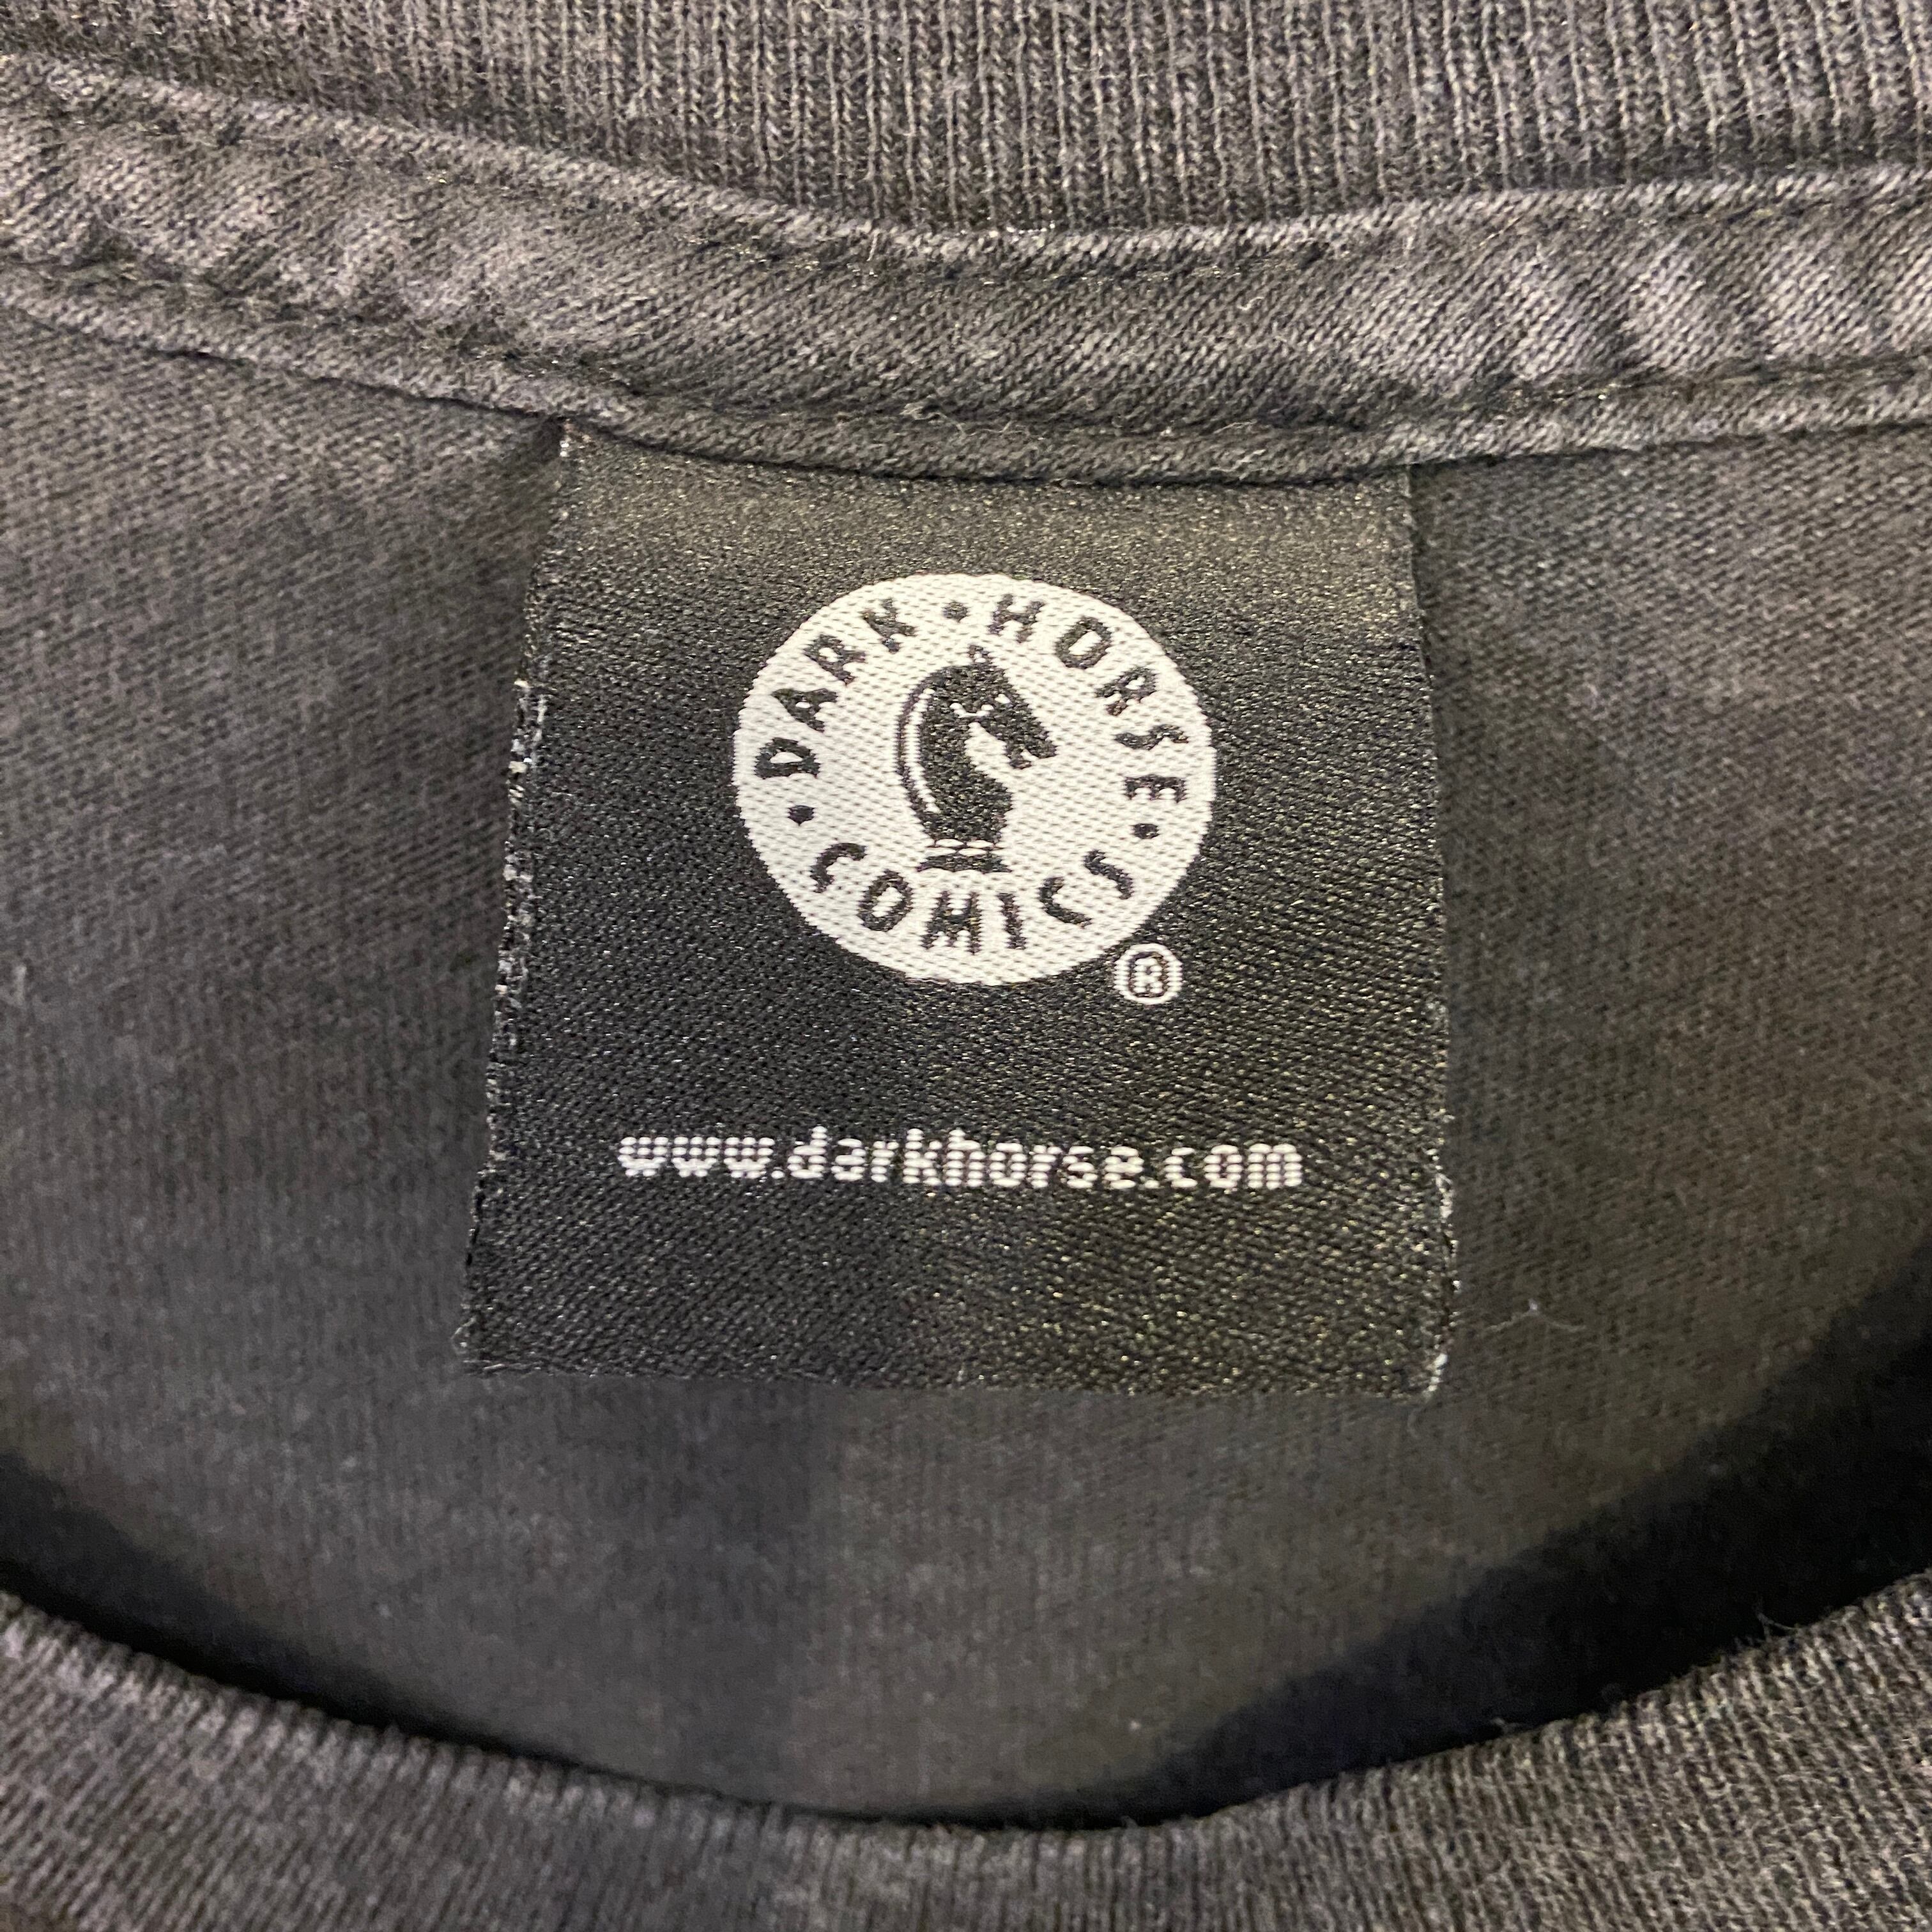 DARK • HORSE
• COMICS •
®
www.darkhorse.com